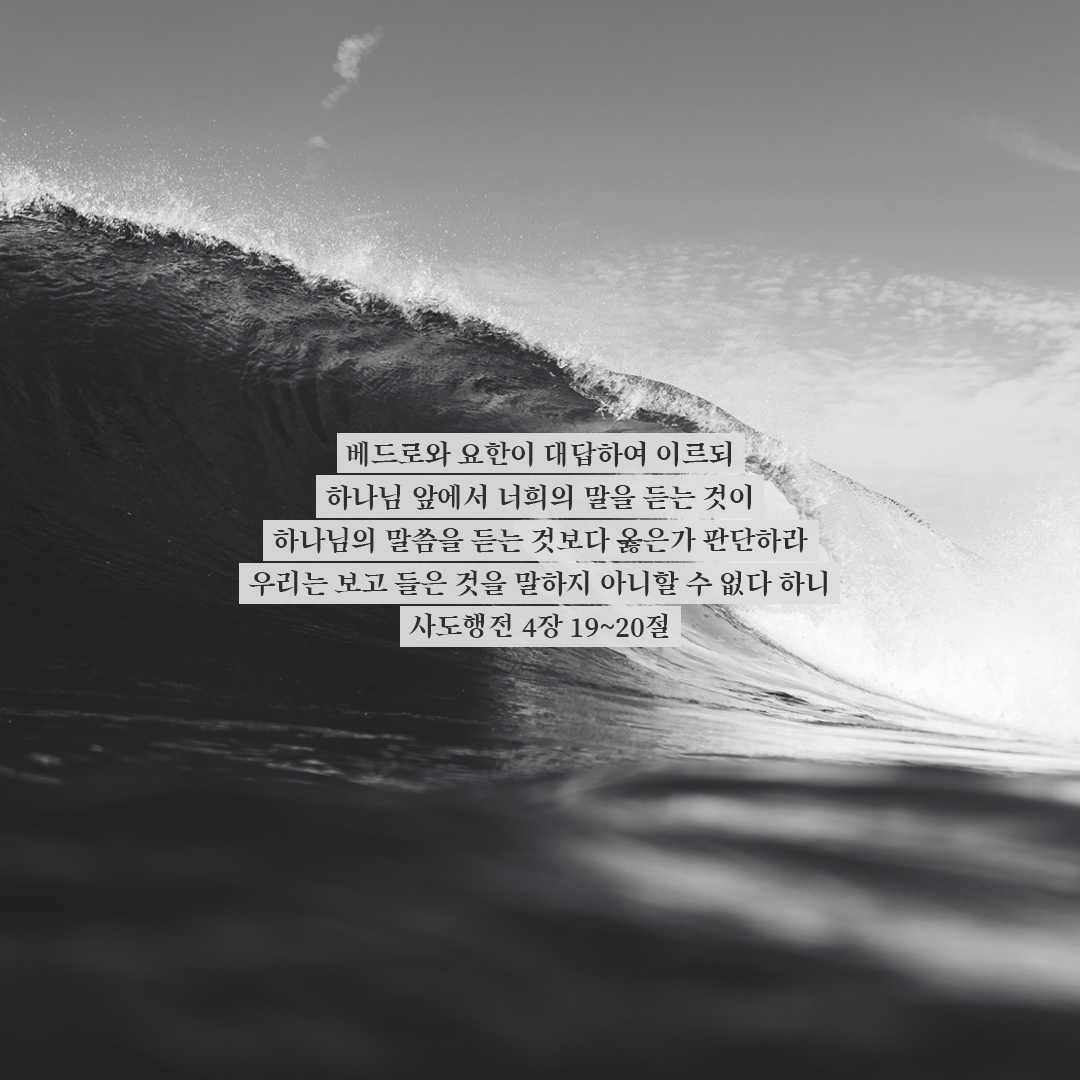 베드로와 요한이 대답하여 이르되
하나님 앞에서 너희의 말을 듣는 것이
하나님의 말씀을 듣는 것보다 옳은가 판단하라
우리는 보고 들은 것을 말하지 아니할 수 없다 하니
사도행전 4장 19~20절